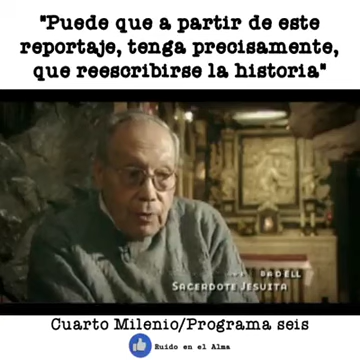 "Puede que a partir de este
reportaje, tenga precisamente,
que reescribirse la historia"
BADELL
SACERDOTE JESUITA
Cuarto Milenio/Programa seis
Ruido en el Alma